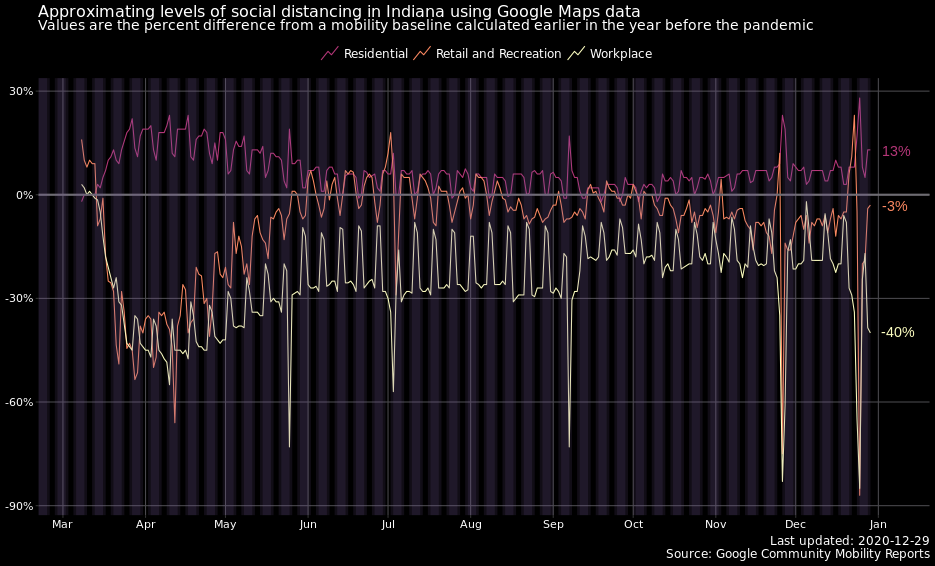 Approximating levels of social distancing in Indiana using Google Maps data
Values are the percent difference from a mobility baseline calculated earlier in the year before the pandemic
Residential Retail and Recreation Workplace
30%
0%
-30%
-60%
-90%
13%
-3%
-40%
Mar Apr May Jun Jul Aug Sep Oct Nov Dec Jan
Last updated: 2020-12-29
Source: Google Community Mobility Reports